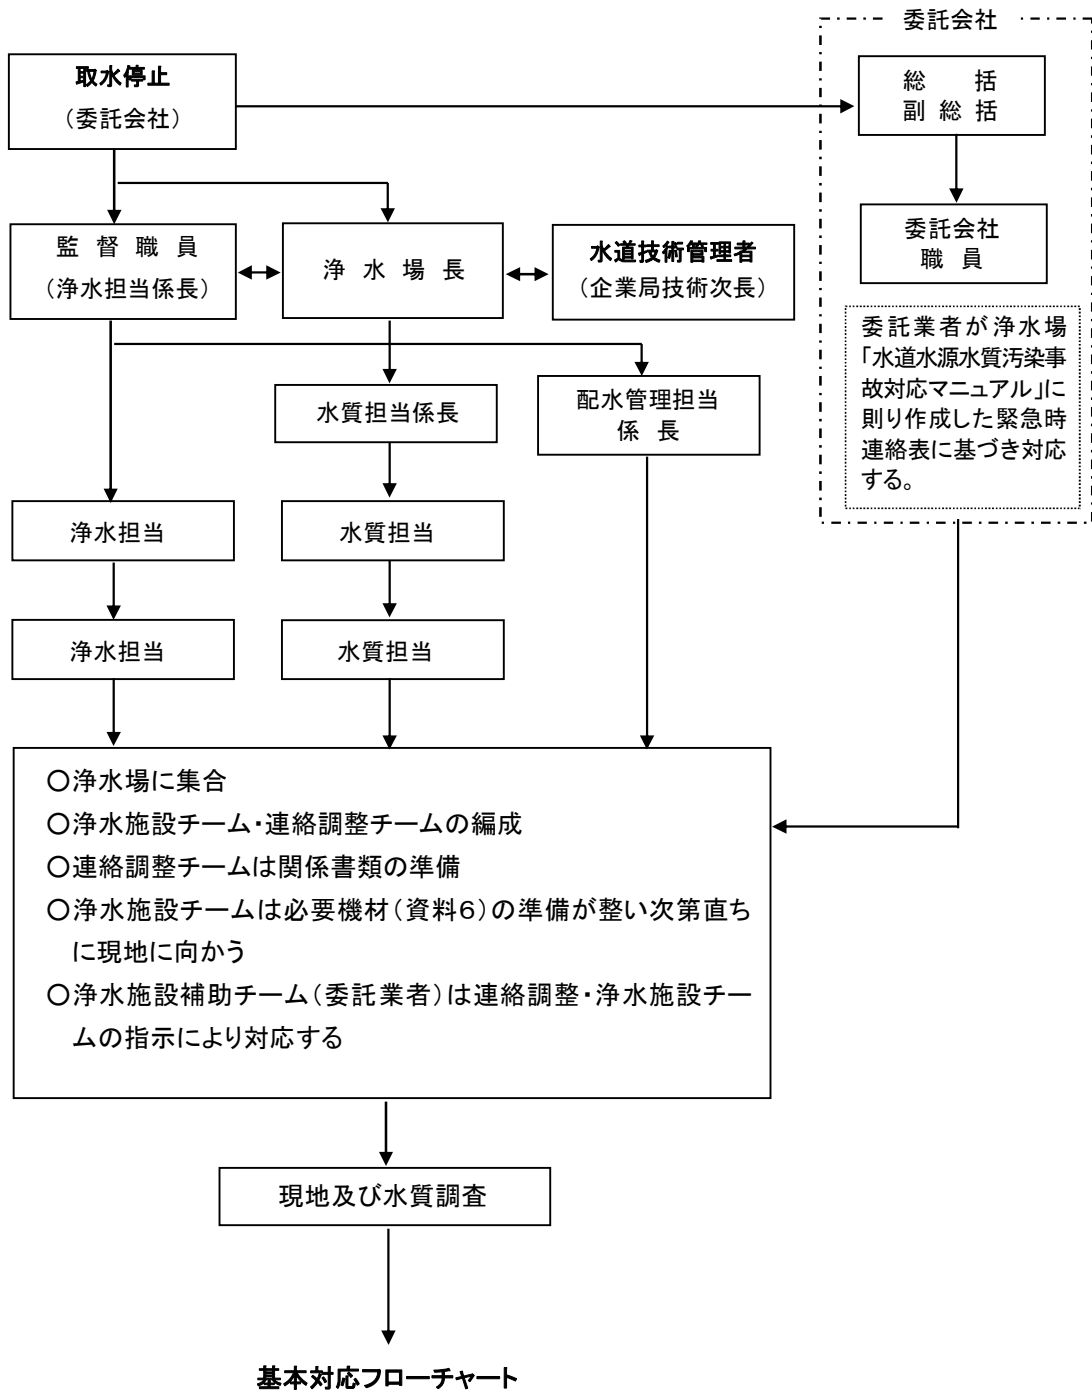 委託会社
取水停止
(委託会社)
総 括
副 総 括
監 督 職 員
(浄水担当係長)
浄 水 場 長
水道技術管理者
(企業局技術次長)
委託会社
職 員
委託業者が浄水場
「水道水源水質汚染事
故対応マニュアル」に
則り作成した緊急時
連絡表に基づき対応
する。
水質担当係長
配水管理担当
係 長
浄水担当
水質担当
浄水担当
水質担当
〇浄水場に集合
〇浄水施設チーム・連絡調整チームの編成
〇連絡調整チームは関係書類の準備
〇浄水施設チームは必要機材(資料6)の準備が整い次第直ち
に現地に向かう
〇浄水施設補助チーム(委託業者)は連絡調整・浄水施設チー
ムの指示により対応する
現地及び水質調査
基本対応フローチャート